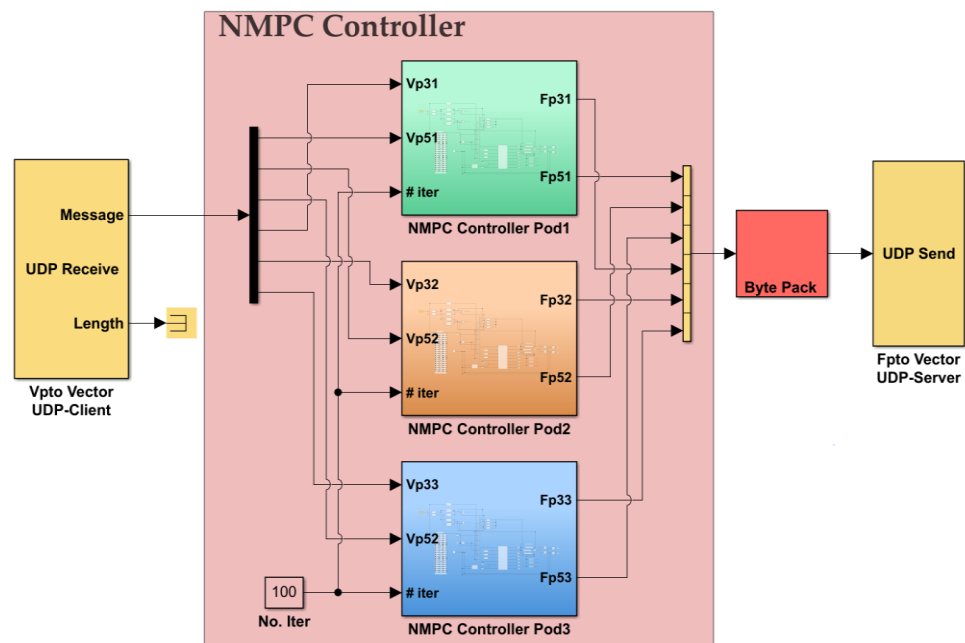 NMPC Controller
Message
UDP Receive
Length
Vpto Vector
UDP-Client
Vp31
Vp51
# iter
Fp31
Fp51
NMPC Controller Pod1
Vp32
Vp52
# iter
Fp32
Fp52
NMPC Controller Pod2
Vp33
Vp52
# iter
Fp33
Fp53
NMPC Controller Pod3
100
No. Iter
Byte Pack
UDP Send
Fpto Vector
UDP-Server